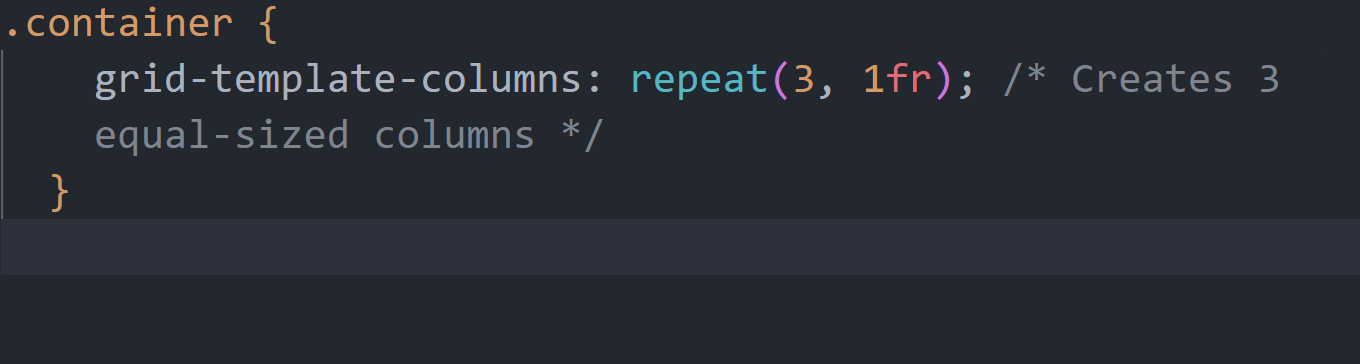 .container {
grid-template-columns: repeat(3, 1fr); /* Creates 3
equal-sized columns */
}